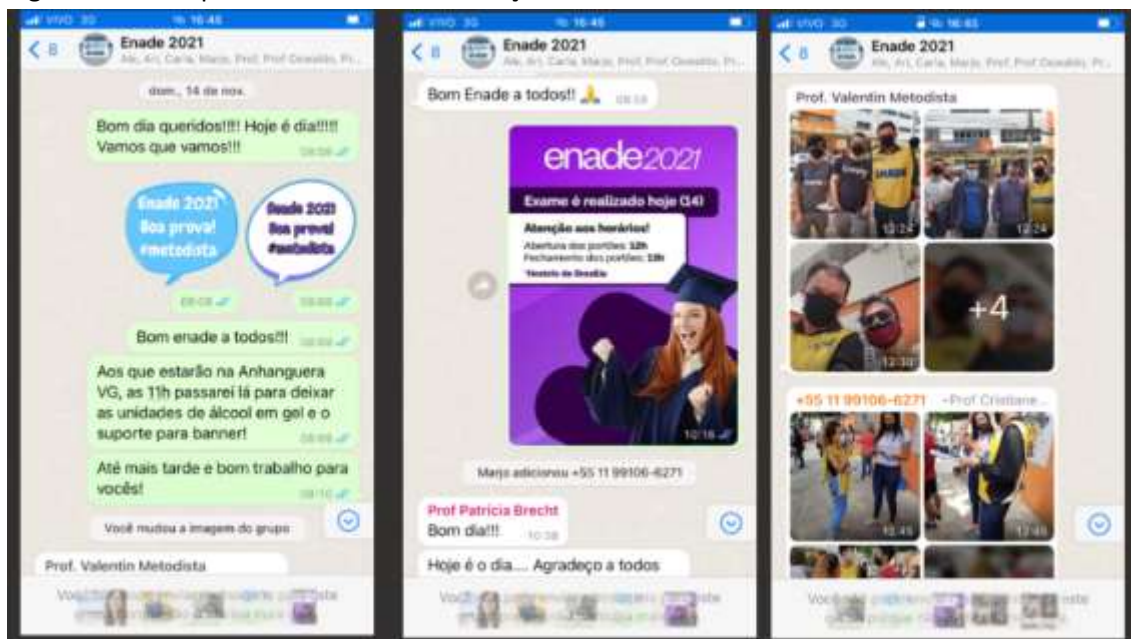 VIVO 3G 16:45
8 Enade 2021
dom., 14 de nov.
Bom dia queridos!!!! Hoje é dia!!!!!
Vamos que vamos!!!
Enade 2021
Boa prova!
#metodista
Enade 2021
Boa prova!
#metodista
Bom enade a todos!!!
Aos que estarão na Anhanguera
VG, as 11h passarei lá para deixar
as unidades de álcool em gel e o
suporte para banner!
Até mais tarde e bom trabalho para
vocês!
Você mudou a imagem do grupo
Prof. Valentin Metodista
VIVO 3G 16:45
8 Enade 2021
Bom Enade a todos!! 🙏
enade2021
Exame é realizado hoje (14)
Atenção aos horários!
Abertura dos portões: 12h
Fechamento dos portões: 13h
*Horário de Brasília
10:16
Marjo adicionou +55 11 99106-6271
Prof Patricia Brecht
Bom dia!!! 10:38
Hoje é o dia.... Agradeço a todos
VIVO 3G
8 Enade 2021
Prof. Valentin Metodista
12:24
12:24
12:38
+4
+55 11 99106-6271 ~Prof Cristiane...
12:45
12:45